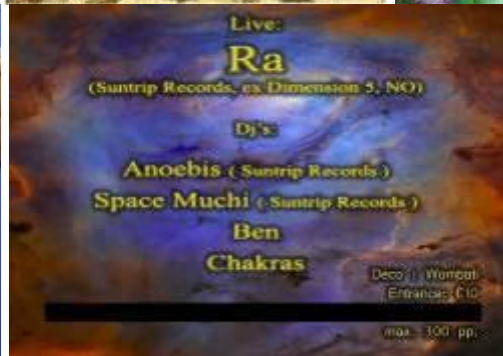 Live:
Ra
(Suntrip Records, ex Dimension 5, NO)
Dj's:
Anoebis ( Suntrip Records )
Space Muchi ( Suntrip Records )
Ben
Chakras
Deco : Wombat
Entrance: €10
max. 300 pp.